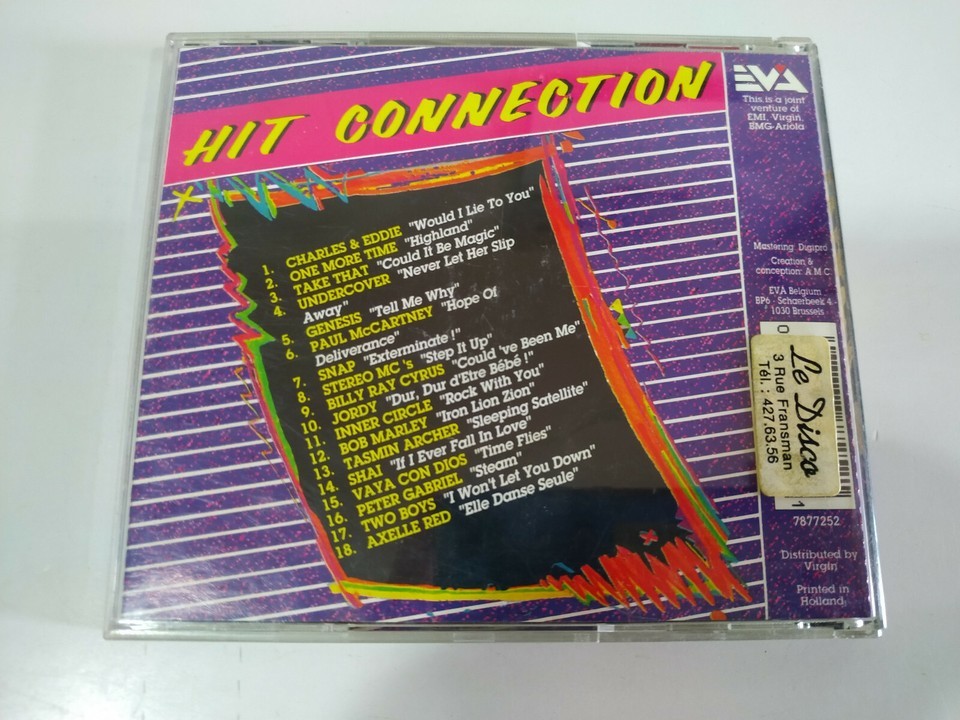 HIT CONNECTION
1. CHARLES & EDDIE "Would I Lie To You"
2. ONE MORE TIME "Highland"
3. TAKE THAT "Could It Be Magic"
4. UNDERCOVER "Never Let Her Slip
Away"
5. GENESIS "Tell Me Why"
6. PAUL McCARTNEY "Hope Of
Deliverance"
7. SNAP "Exterminate!"
8. STEREO MC'S "Step It Up"
9. BILLY RAY CYRUS "Could've Been Me"
10. JORDY "Dur, Dur d'Etre Bébé!"
11. INNER CIRCLE "Rock With You"
12. BOB MARLEY "Iron Lion Zion"
13. TASMIN ARCHER "Sleeping Satellite"
14. SHAI "If I Ever Fall In Love"
15. VAYA CON DIOS "Time Flies"
16. PETER GABRIEL "Steam"
17. TWO BOYS "I Won't Let You Down"
18. AXELLE RED "Elle Danse Seule"
EVA
This is a joint
venture of
EMI, Virgin,
BMG-Ariola
Mastering: Digipro
Creation &
conception: A.M.C.
EVA Belgium
BP6 - Schaerbeek 4
1030 Brussels
Le Disco
3 Rue Fransman
Tél.: 427.63.56
7877252
Distributed by
Virgin
Printed in
Holland